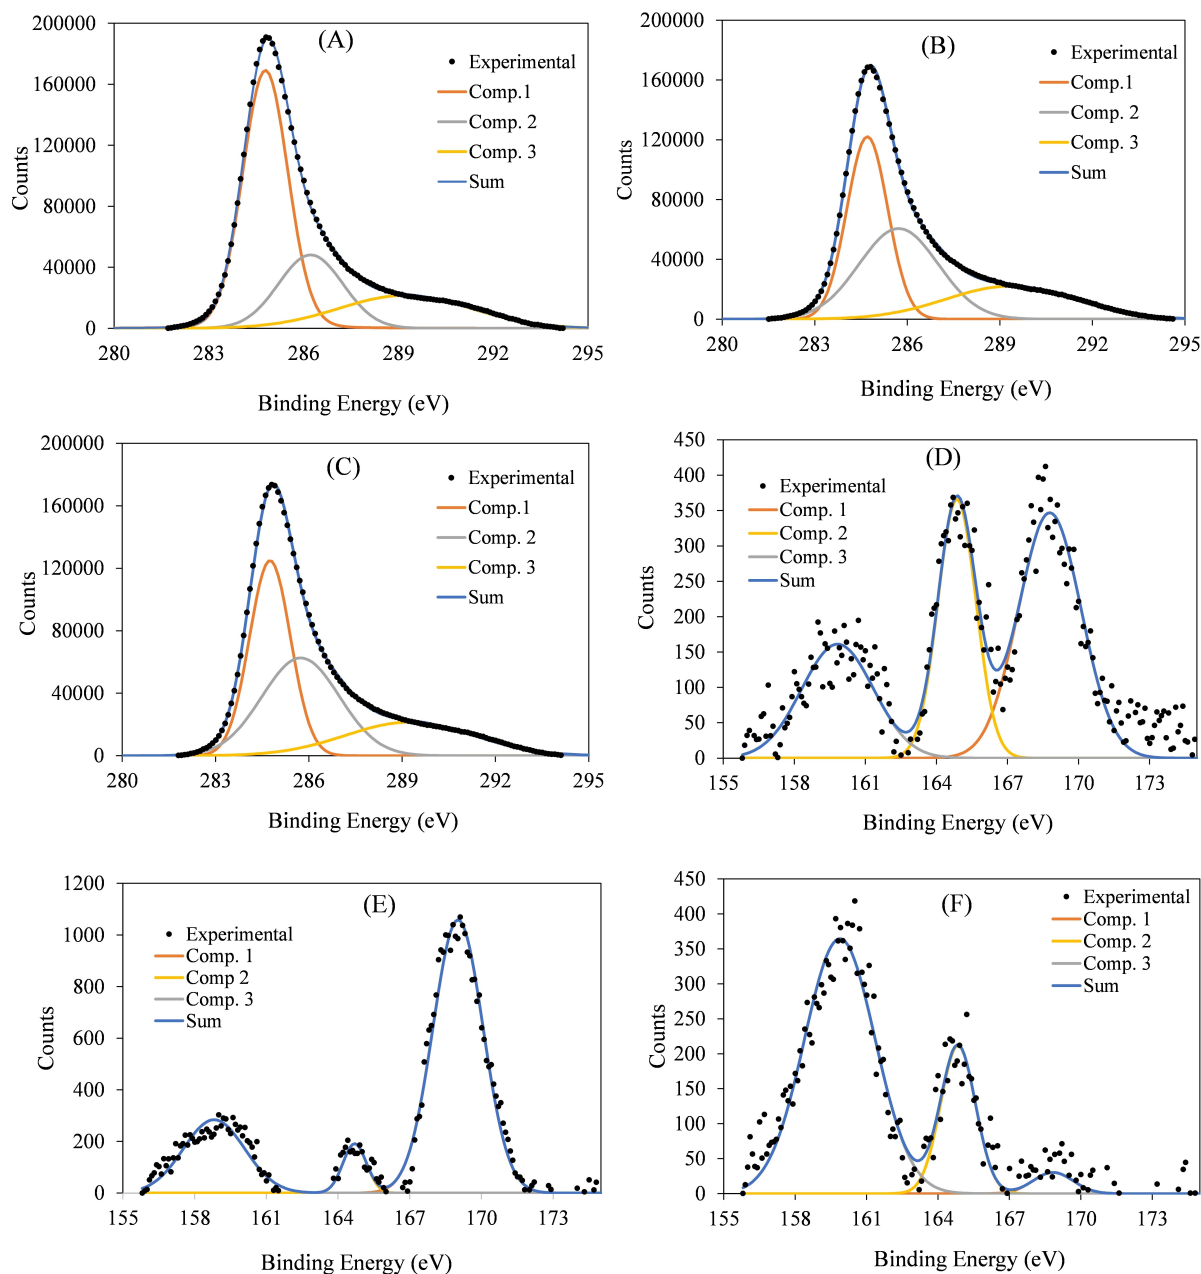 (A)
200000
160000
120000
80000
40000
0
Counts
280 283 286 289 292 295
Binding Energy (eV)
Experimental
Comp.1
Comp. 2
Comp. 3
Sum
(B)
200000
160000
120000
80000
40000
0
Counts
280 283 286 289 292 295
Binding Energy (eV)
Experimental
Comp.1
Comp. 2
Comp. 3
Sum
(C)
200000
160000
120000
80000
40000
0
Counts
280 283 286 289 292 295
Binding Energy (eV)
Experimental
Comp.1
Comp. 2
Comp. 3
Sum
(D)
450
400
350
300
250
200
150
100
50
0
Counts
155 158 161 164 167 170 173
Binding Energy (eV)
Experimental
Comp. 1
Comp. 2
Comp. 3
Sum
(E)
1200
1000
800
600
400
200
0
Counts
155 158 161 164 167 170 173
Binding Energy (eV)
Experimental
Comp. 1
Comp 2
Comp. 3
Sum
(F)
450
400
350
300
250
200
150
100
50
0
Counts
155 158 161 164 167 170 173
Binding Energy (eV)
Experimental
Comp. 1
Comp. 2
Comp. 3
Sum